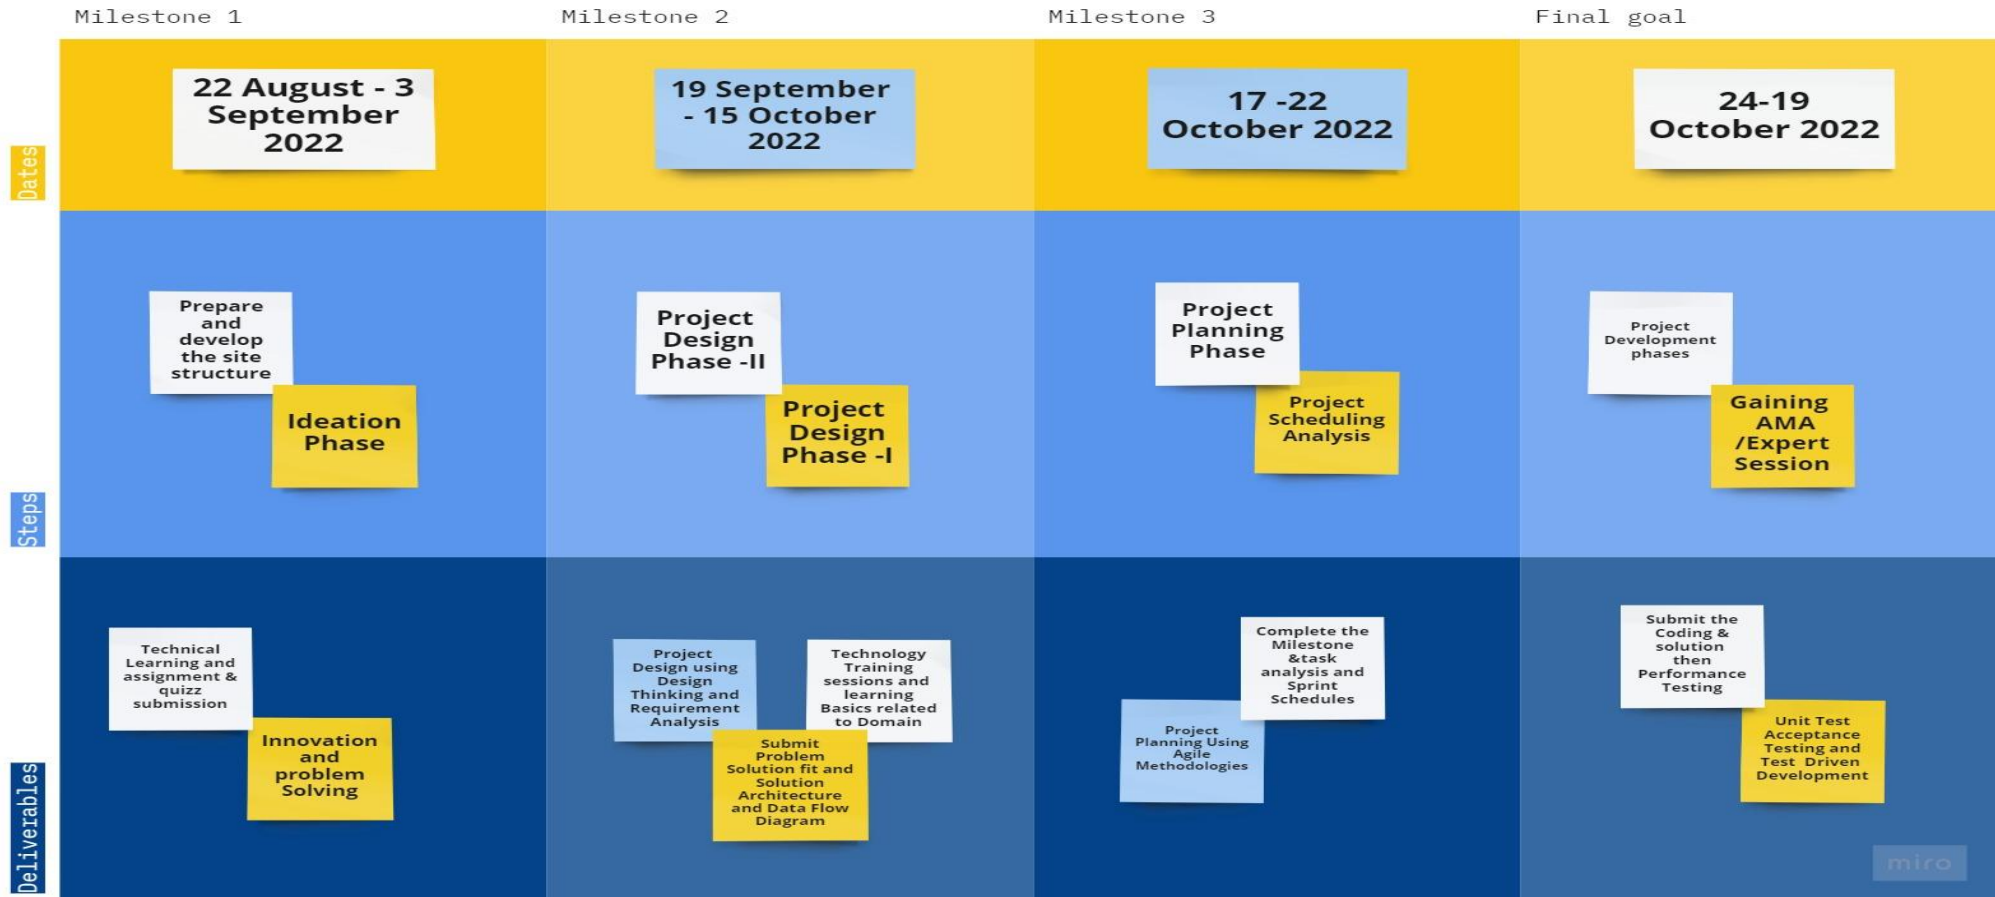 Milestone 1
Milestone 2
Milestone 3
Final goal
Dates
22 August - 3
September
2022
19 September
- 15 October
2022
17 -22
October 2022
24-19
October 2022
Steps
Prepare
and
develop
the site
structure
Ideation
Phase
Project
Design
Phase -II
Project
Design
Phase -I
Project
Planning
Phase
Project
Scheduling
Analysis
Project
Development
phases
Gaining
AMA
/Expert
Session
Deliverables
Technical
Learning and
assignment &
quizz
submission
Innovation
and
problem
Solving
Project
Design using
Design
Thinking and
Requirement
Analysis
Technology
Training
sessions and
learning
Basics related
to Domain
Submit
Problem
Solution fit and
Solution
Architecture
and Data Flow
Diagram
Complete the
Milestone
&task
analysis and
Sprint
Schedules
Project
Planning Using
Agile
Methodologies
Submit the
Coding &
solution
then
Performance
Testing
Unit Test
Acceptance
Testing and
Test Driven
Development
miro